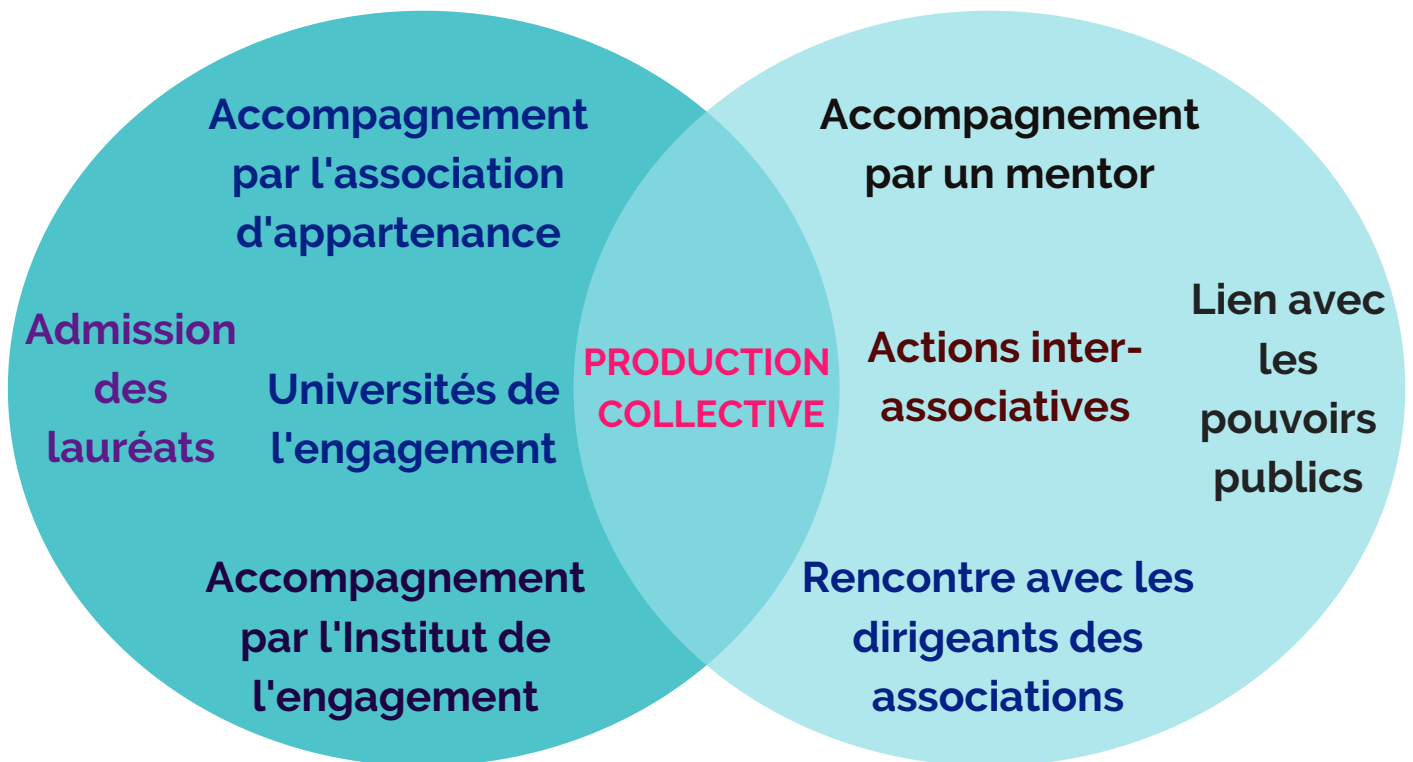 Accompagnement
par l'association
d'appartenance
Admission
des
lauréats
Universités de
l'engagement
Accompagnement
par l'Institut de
l'engagement
PRODUCTION
COLLECTIVE
Accompagnement
par un mentor
Actions inter-
associatives
Lien avec
les
pouvoirs
publics
Rencontre avec les
dirigeants des
associations